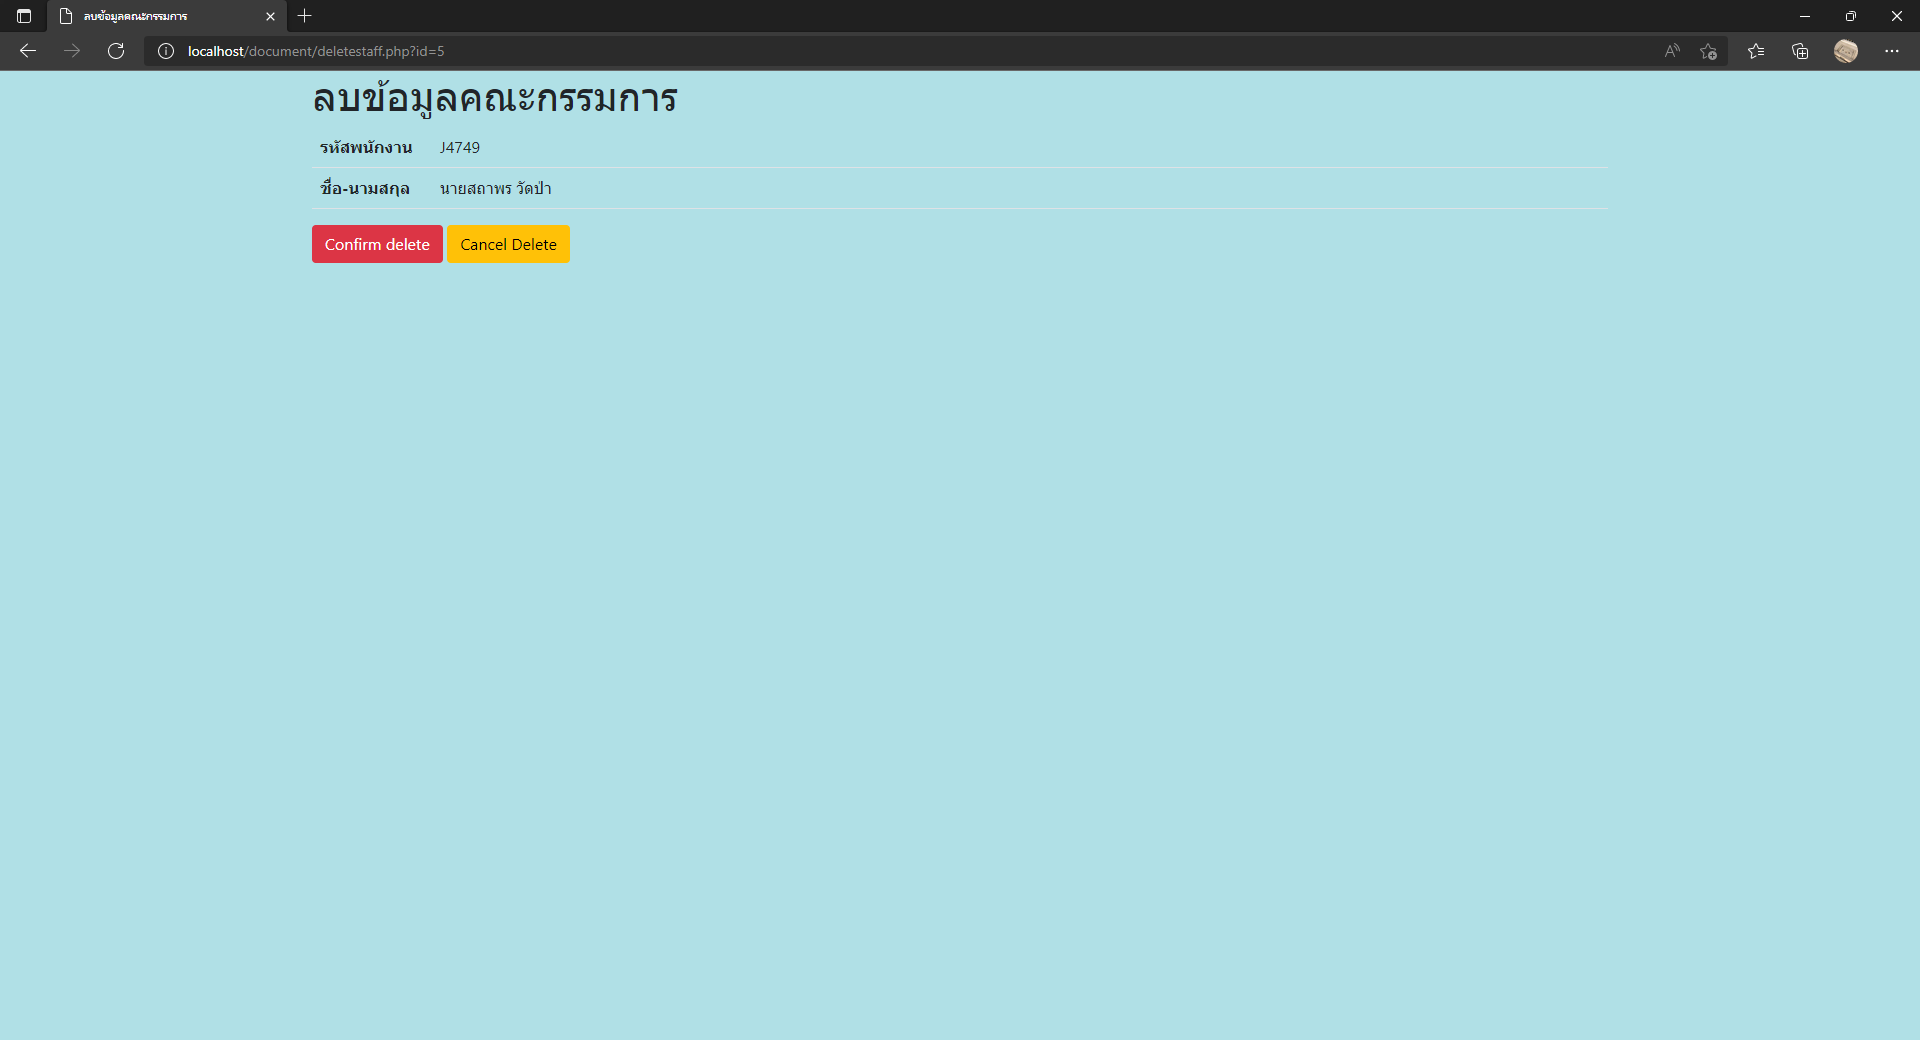 ลบข้อมูลคณะกรรมการ
localhost/document/deletestaff.php?id=5
ลบข้อมูลคณะกรรมการ
รหัสพนักงาน J4749
ชื่อ-นามสกุล นายสถาพร วัดป่า
Confirm delete Cancel Delete